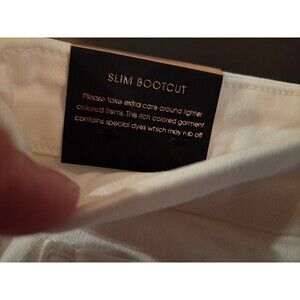 SLIM BOOTCUT
Please take extra care around lighter
colored items. This rich colored garment
contains special dyes which may rub off